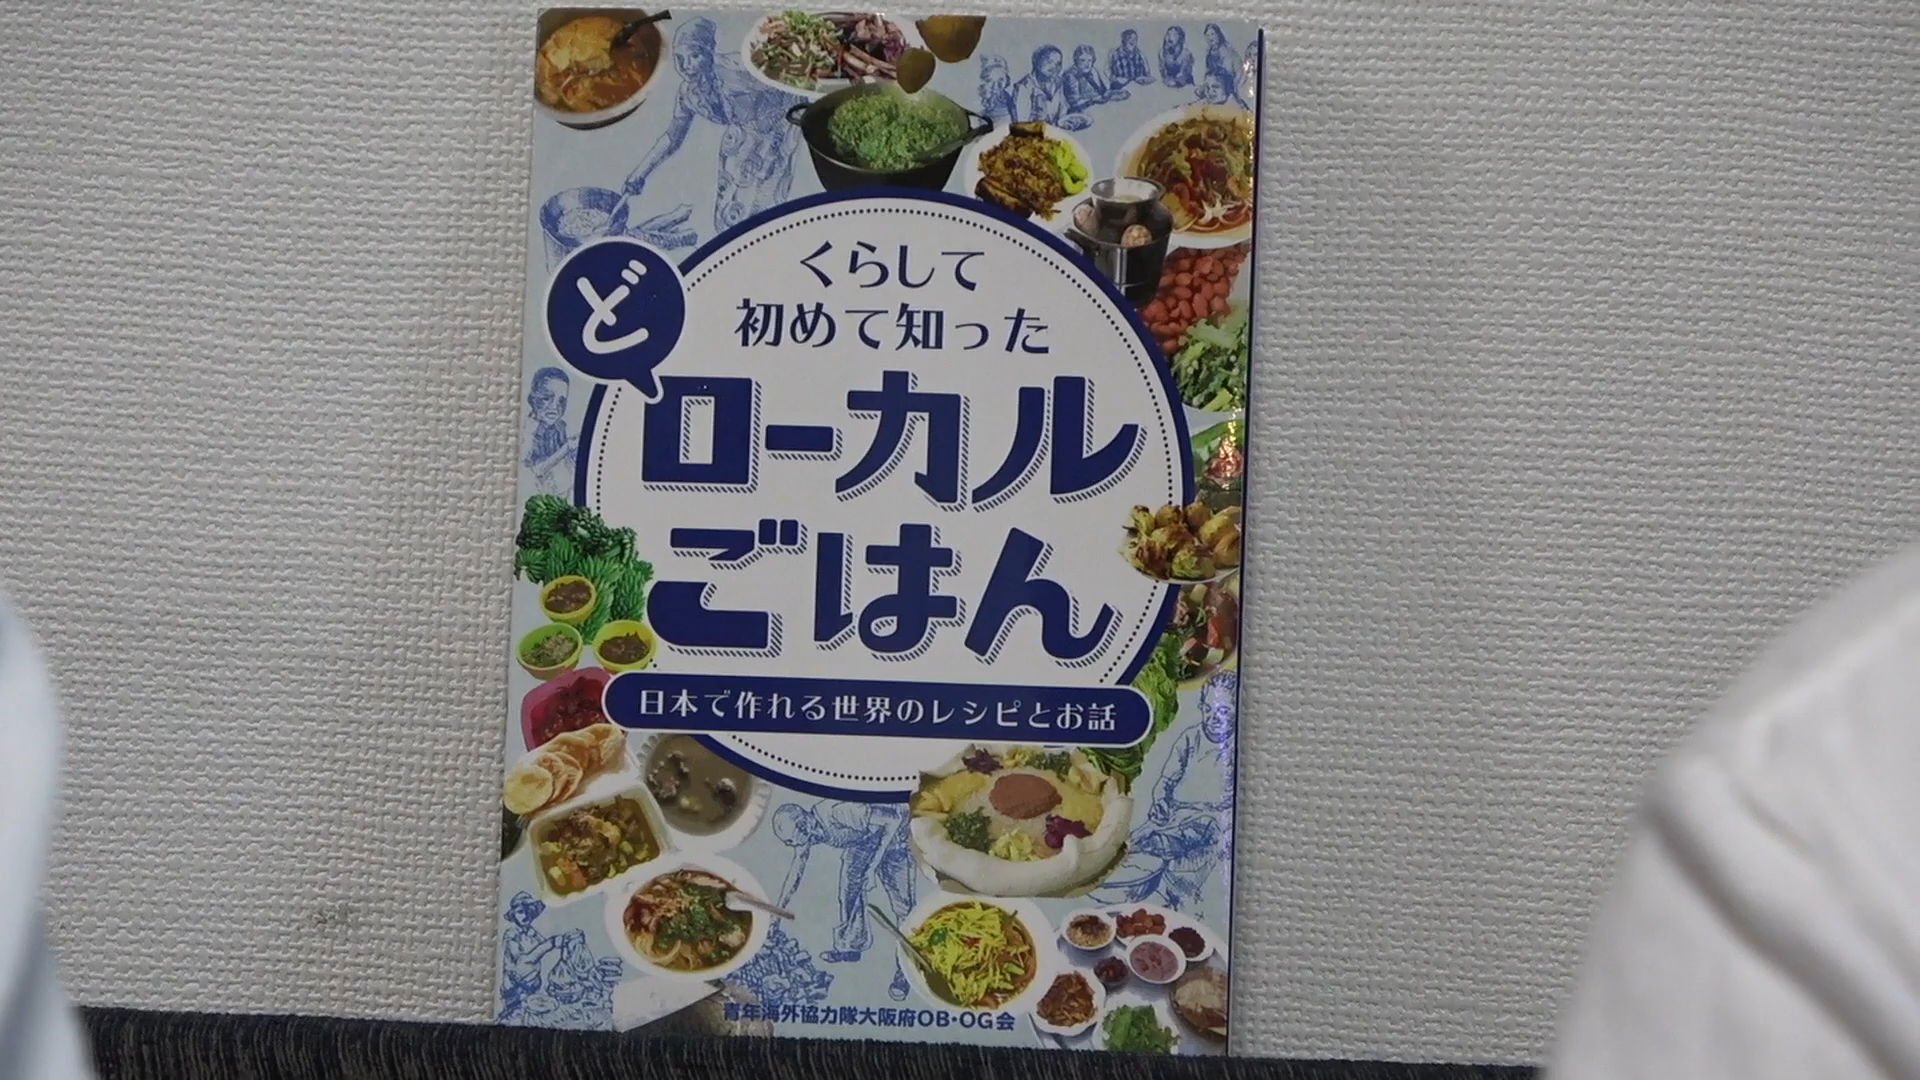 くらして
初めて知った
ど
ローカル
ごはん
日本で作れる世界のレシピとお話
青年海外協力隊大阪府OB・OG会